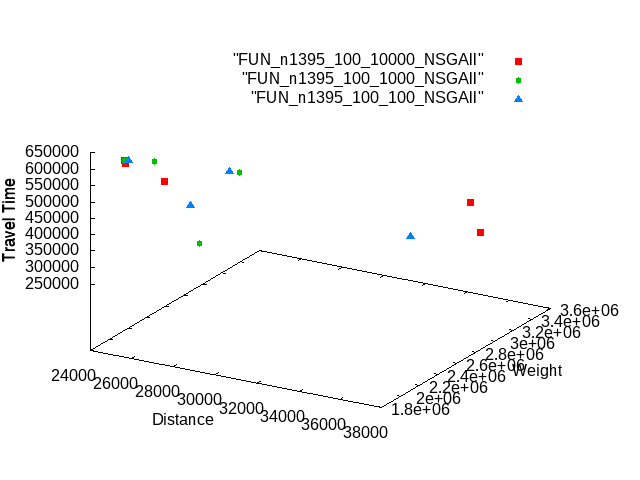 "FUN_n1395_100_10000_NSGAII"
"FUN_n1395_100_1000_NSGAII"
"FUN_n1395_100_100_NSGAII"
650000
600000
550000
500000
450000
400000
350000
300000
250000
Travel Time
24000
26000
28000
30000
32000
34000
36000
38000
Distance
1.8e+06
2e+06
2.2e+06
2.4e+06
2.6e+06
2.8e+06
3e+06
3.2e+06
3.4e+06
3.6e+06
Weight